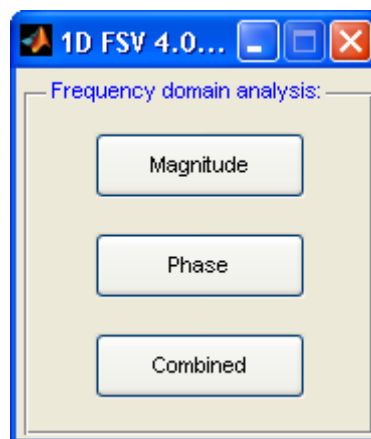 1D FSV 4.0...
Frequency domain analysis:
Magnitude
Phase
Combined